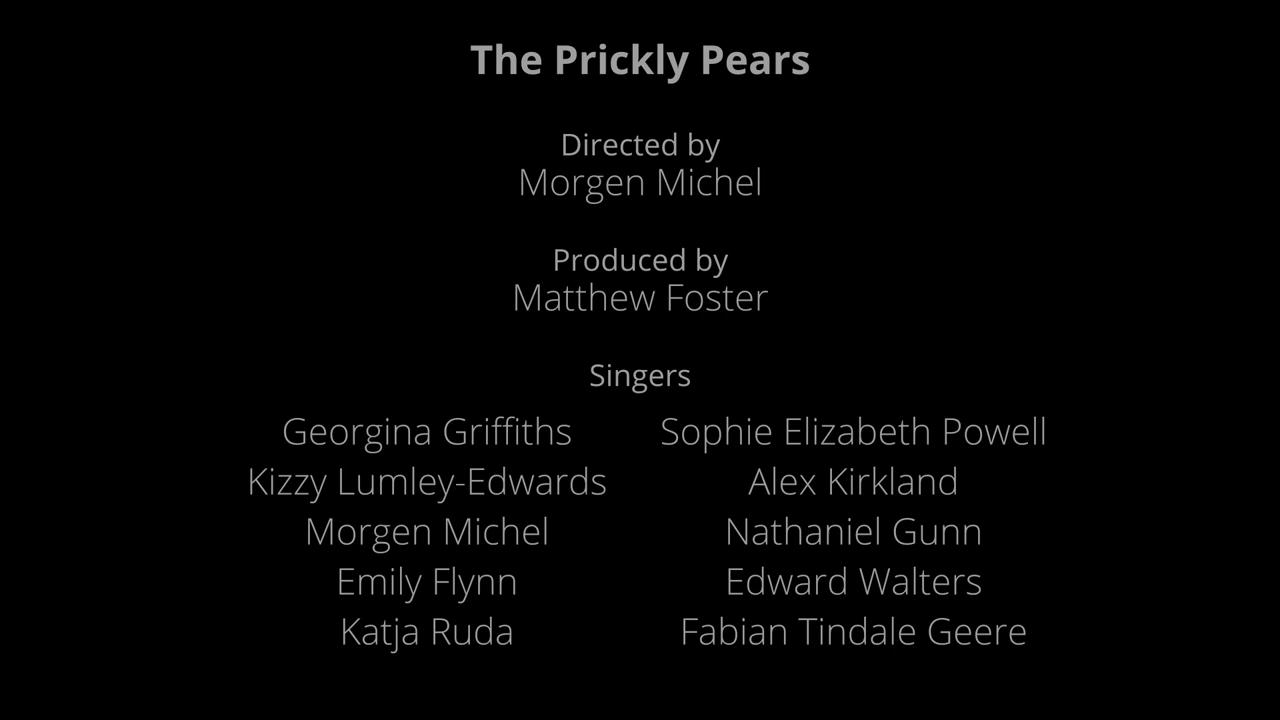 The Prickly Pears
Directed by
Morgen Michel
Produced by
Matthew Foster
Singers
Georgina Griffiths
Kizzy Lumley-Edwards
Morgen Michel
Emily Flynn
Katja Ruda
Sophie Elizabeth Powell
Alex Kirkland
Nathaniel Gunn
Edward Walters
Fabian Tindale Geere